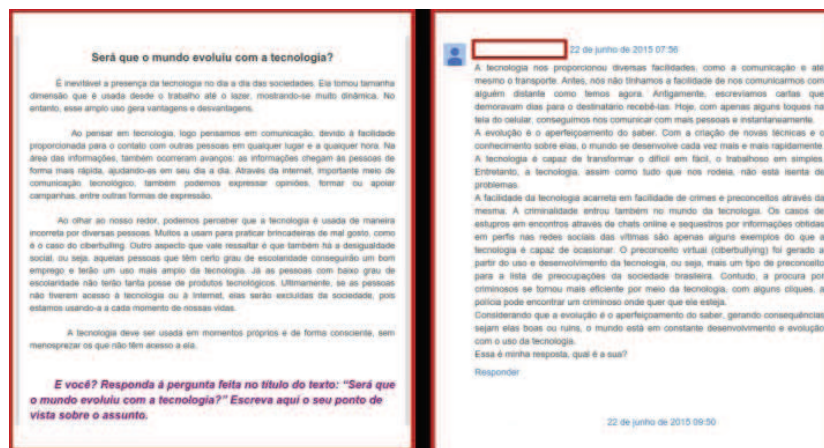 Será que o mundo evoluiu com a tecnologia?
É inevitável a presença da tecnologia no dia a dia das sociedades. Ela tomou tamanha
dimensão que é usada desde o trabalho até o lazer, mostrando-se muito dinâmica. No
entanto, esse amplo uso gera vantagens e desvantagens.
Ao pensar em tecnologia, logo pensamos em comunicação, devido à facilidade
proporcionada para o contato com outras pessoas em qualquer lugar e a qualquer hora. Na
área das informações, também ocorreram avanços: as informações chegam às pessoas de
forma mais rápida, ajudando-as em seu dia a dia. Através da internet, importante meio de
comunicação tecnológico, também podemos expressar opiniões, formar ou apoiar
campanhas, entre outras formas de expressão.
Ao olhar ao nosso redor, podemos perceber que a tecnologia é usada de maneira
incorreta por diversas pessoas. Muitos a usam para praticar brincadeiras de mal gosto, como
é o caso do ciberbulling. Outro aspecto que vale ressaltar é que também há a desigualdade
social, ou seja, aquelas pessoas que têm certo grau de escolaridade conseguirão um bom
emprego e terão um uso mais amplo da tecnologia. Já as pessoas com baixo grau de
escolaridade não terão tanta posse de produtos tecnológicos. Ultimamente, se as pessoas
não tiverem acesso à tecnologia ou à Internet, elas serão excluídas da sociedade, pois
estamos usando-a a cada momento de nossas vidas.
A tecnologia deve ser usada em momentos próprios e de forma consciente, sem
menosprezar os que não têm acesso a ela.
E você? Responda à pergunta feita no título do texto: “Será que
o mundo evoluiu com a tecnologia?” Escreva aqui o seu ponto de
vista sobre o assunto.
22 de junho de 2015 07:56
A tecnologia nos proporcionou diversas facilidades, como a comunicação e até
mesmo o transporte. Antes, nós não tínhamos a facilidade de nos comunicarmos com
alguém distante como temos agora. Antigamente, escrevíamos cartas que
demoravam dias para o destinatário recebê-las. Hoje, com apenas alguns toques na
tela do celular, conseguimos nos comunicar com mais pessoas e instantaneamente.
A evolução é o aperfeiçoamento do saber. Com a criação de novas técnicas e o
conhecimento sobre elas, o mundo se desenvolve cada vez mais e mais rapidamente.
A tecnologia é capaz de transformar o difícil em fácil, o trabalhoso em simples.
Entretanto, a tecnologia, assim como tudo que nos rodeia, não está isenta de
problemas.
A facilidade da tecnologia acarreta em facilidade de crimes e preconceitos através da
mesma. A criminalidade entrou também no mundo da tecnologia. Os casos de
estupros em encontros através de chats online e sequestros por informações obtidas
em perfis nas redes sociais das vítimas são apenas alguns exemplos do que a
tecnologia é capaz de ocasionar. O preconceito virtual (ciberbullying) foi gerado a
partir do uso e desenvolvimento da tecnologia, ou seja, mais um tipo de preconceito
para a lista de preocupações da sociedade brasileira. Contudo, a procura por
criminosos se tornou mais eficiente por meio da tecnologia, com alguns cliques, a
polícia pode encontrar um criminoso onde quer que ele esteja.
Considerando que a evolução é o aperfeiçoamento do saber, gerando consequências
sejam elas boas ou ruins, o mundo está em constante desenvolvimento e evolução
com o uso da tecnologia.
Essa é minha resposta, qual é a sua?
Responder
22 de junho de 2015 09:50